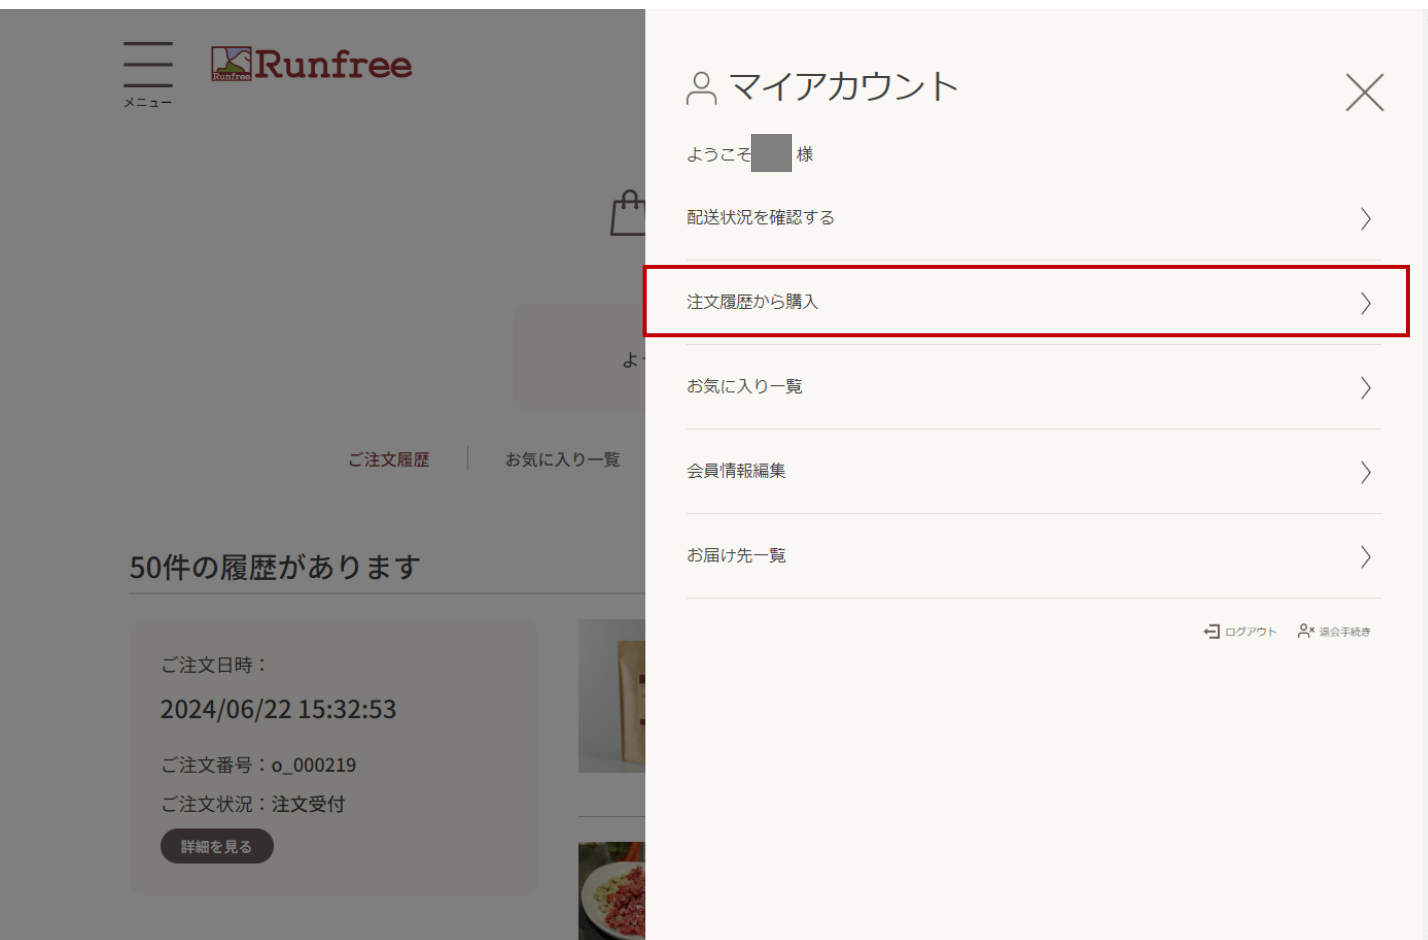 メニュー
Runfree
Runfree
マイアカウント
ようこそ 様
配送状況を確認する
注文履歴から購入
お気に入り一覧
会員情報編集
お届け先一覧
ログアウト
退会手続き
よ
ご注文履歴
お気に入り一覧
50件の履歴があります
ご注文日時：
2024/06/22 15:32:53
ご注文番号：o_000219
ご注文状況：注文受付
詳細を見る